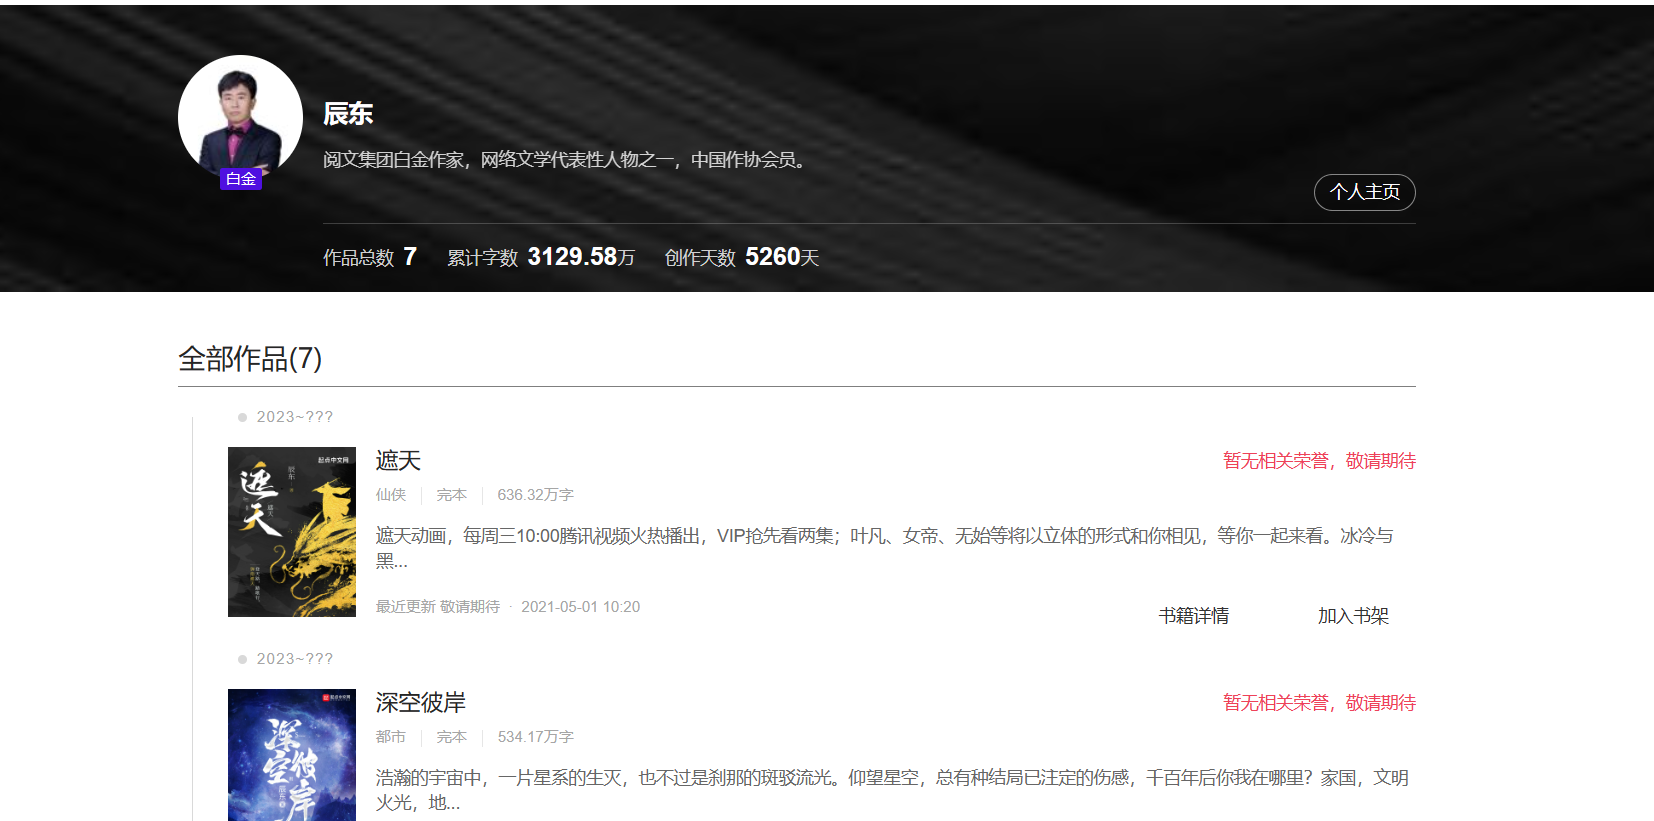 辰东
阅文集团白金作家，网络文学代表性人物之一，中国作协会员。
白金
个人主页
作品总数 7 累计字数 3129.58万 创作天数 5260天
全部作品(7)
2023~???
起点中文网
辰东
遮天
遮天
暂无相关荣誉，敬请期待
仙侠 完本 636.32万字
遮天动画，每周三10:00腾讯视频火热播出，VIP抢先看两集；叶凡、女帝、无始等将以立体的形式和你相见，等你一起来看。冰冷与
黑...
最近更新 敬请期待 · 2021-05-01 10:20
书籍详情 加入书架
2023~???
起点中文网
深空彼岸
辰东
深空彼岸
暂无相关荣誉，敬请期待
都市 完本 534.17万字
浩瀚的宇宙中，一片星系的生灭，也不过是刹那的斑驳流光。仰望星空，总有种结局已注定的伤感，千百年后你我在哪里？家国，文明
火光，地...